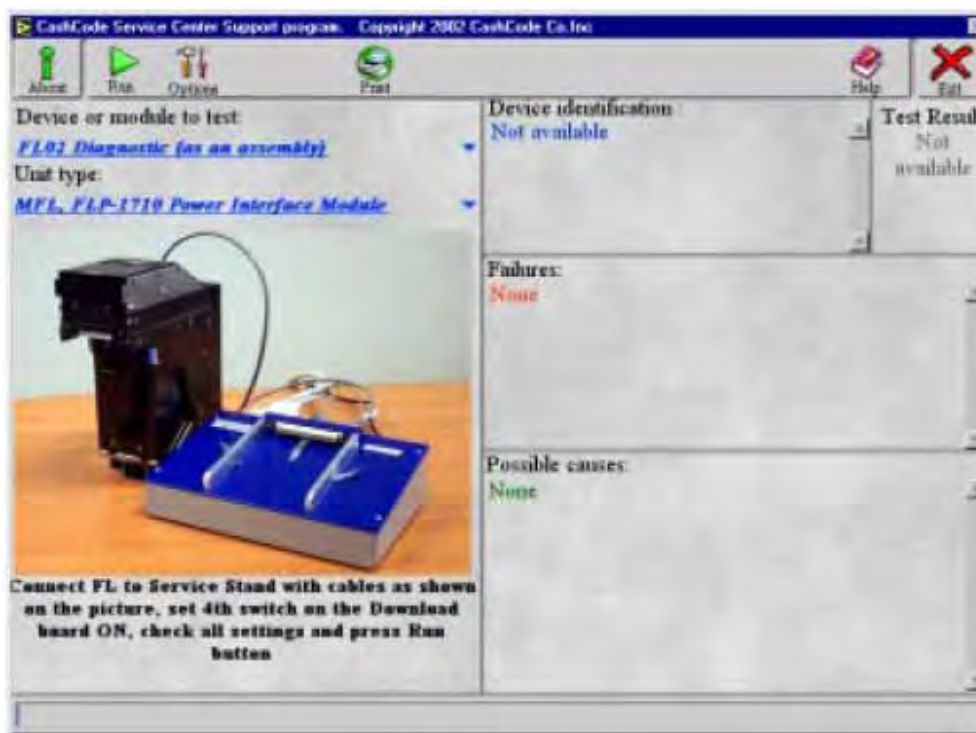 CashCode Service Center Support program. Copyright 2002 CashCode Co.Inc
About Run Options Print Help Exit
Device or module to test:
FL02 Diagnostic (as an assembly)
Unit type:
MFL, FLP-1710 Power Interface Module
Connect FL to Service Stand with cables as shown
on the picture, set 4th switch on the Download
board ON, check all settings and press Run
button
Device identification
Not available
Test Resul
Not
available
Failures:
None
Possible causes:
None